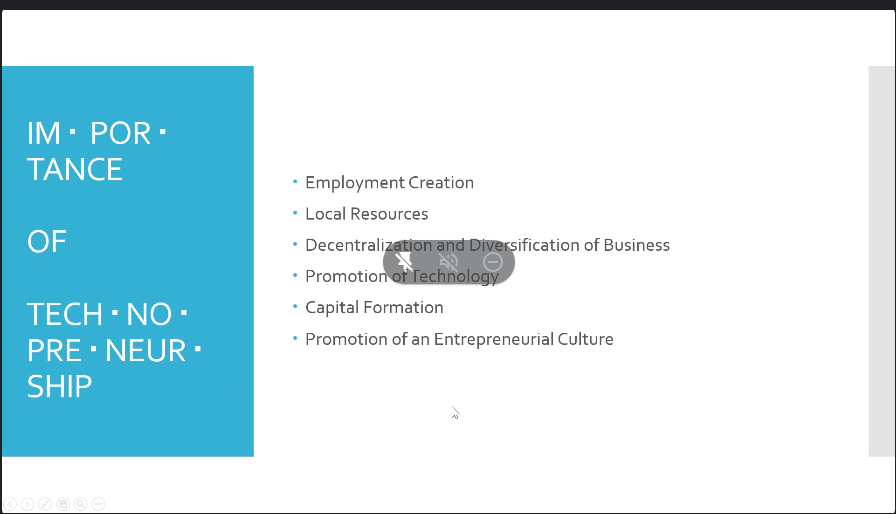 IM▪ POR▪
TANCE
OF
TECH▪NO▪
PRE▪NEUR▪
SHIP
• Employment Creation
• Local Resources
• Decentralization and Diversification of Business
• Promotion of Technology
• Capital Formation
• Promotion of an Entrepreneurial Culture